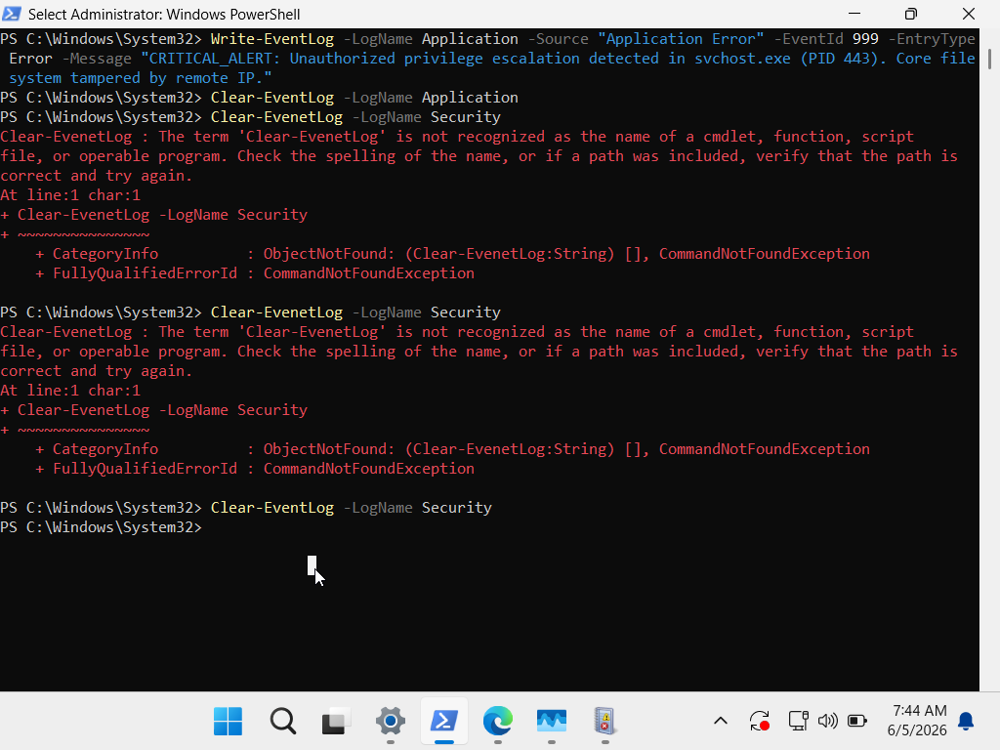 Select Administrator: Windows PowerShell
PS C:\Windows\System32> Write-EventLog -LogName Application -Source "Application Error" -EventId 999 -EntryType
 Error -Message "CRITICAL_ALERT: Unauthorized privilege escalation detected in svchost.exe (PID 443). Core file
 system tampered by remote IP."
PS C:\Windows\System32> Clear-EventLog -LogName Application
PS C:\Windows\System32> Clear-EvenetLog -LogName Security
Clear-EvenetLog : The term 'Clear-EvenetLog' is not recognized as the name of a cmdlet, function, script
file, or operable program. Check the spelling of the name, or if a path was included, verify that the path is
correct and try again.
At line:1 char:1
+ Clear-EvenetLog -LogName Security
+ ~~~~~~~~~~~~~~~
    + CategoryInfo          : ObjectNotFound: (Clear-EvenetLog:String) [], CommandNotFoundException
    + FullyQualifiedErrorId : CommandNotFoundException
PS C:\Windows\System32> Clear-EvenetLog -LogName Security
Clear-EvenetLog : The term 'Clear-EvenetLog' is not recognized as the name of a cmdlet, function, script
file, or operable program. Check the spelling of the name, or if a path was included, verify that the path is
correct and try again.
At line:1 char:1
+ Clear-EvenetLog -LogName Security
+ ~~~~~~~~~~~~~~~
    + CategoryInfo          : ObjectNotFound: (Clear-EvenetLog:String) [], CommandNotFoundException
    + FullyQualifiedErrorId : CommandNotFoundException
PS C:\Windows\System32> Clear-EventLog -LogName Security
PS C:\Windows\System32>
7:44 AM
6/5/2026